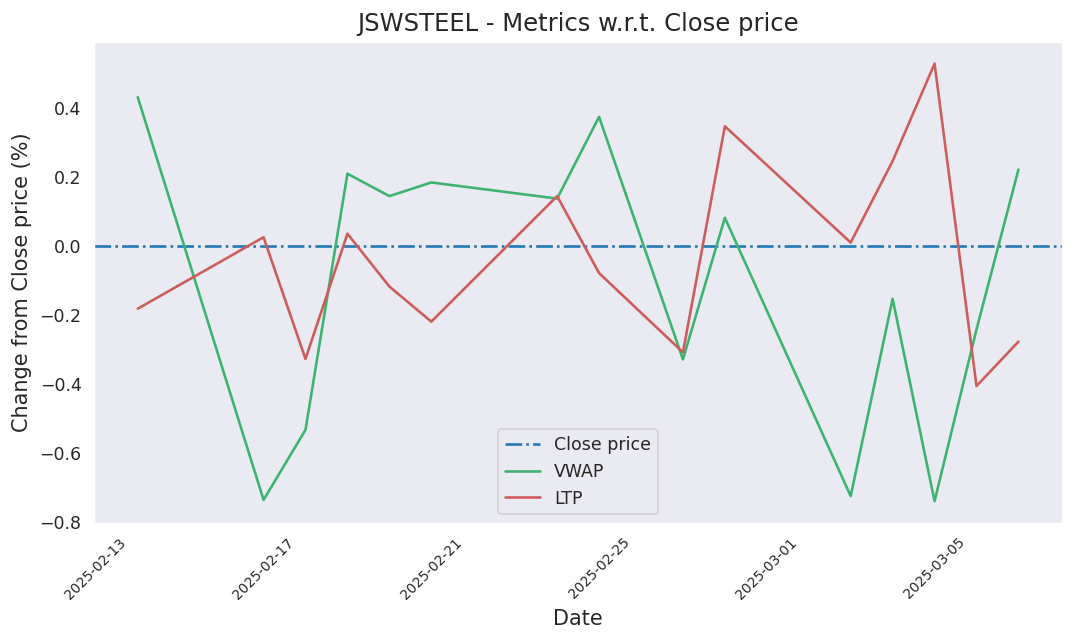 JSWSTEEL - Metrics w.r.t. Close price
Change from Close price (%)
0.4
0.2
0.0
−0.2
−0.4
−0.6
−0.8
Close price
VWAP
LTP
2025-02-13
2025-02-17
2025-02-21
2025-02-25
2025-03-01
2025-03-05
Date